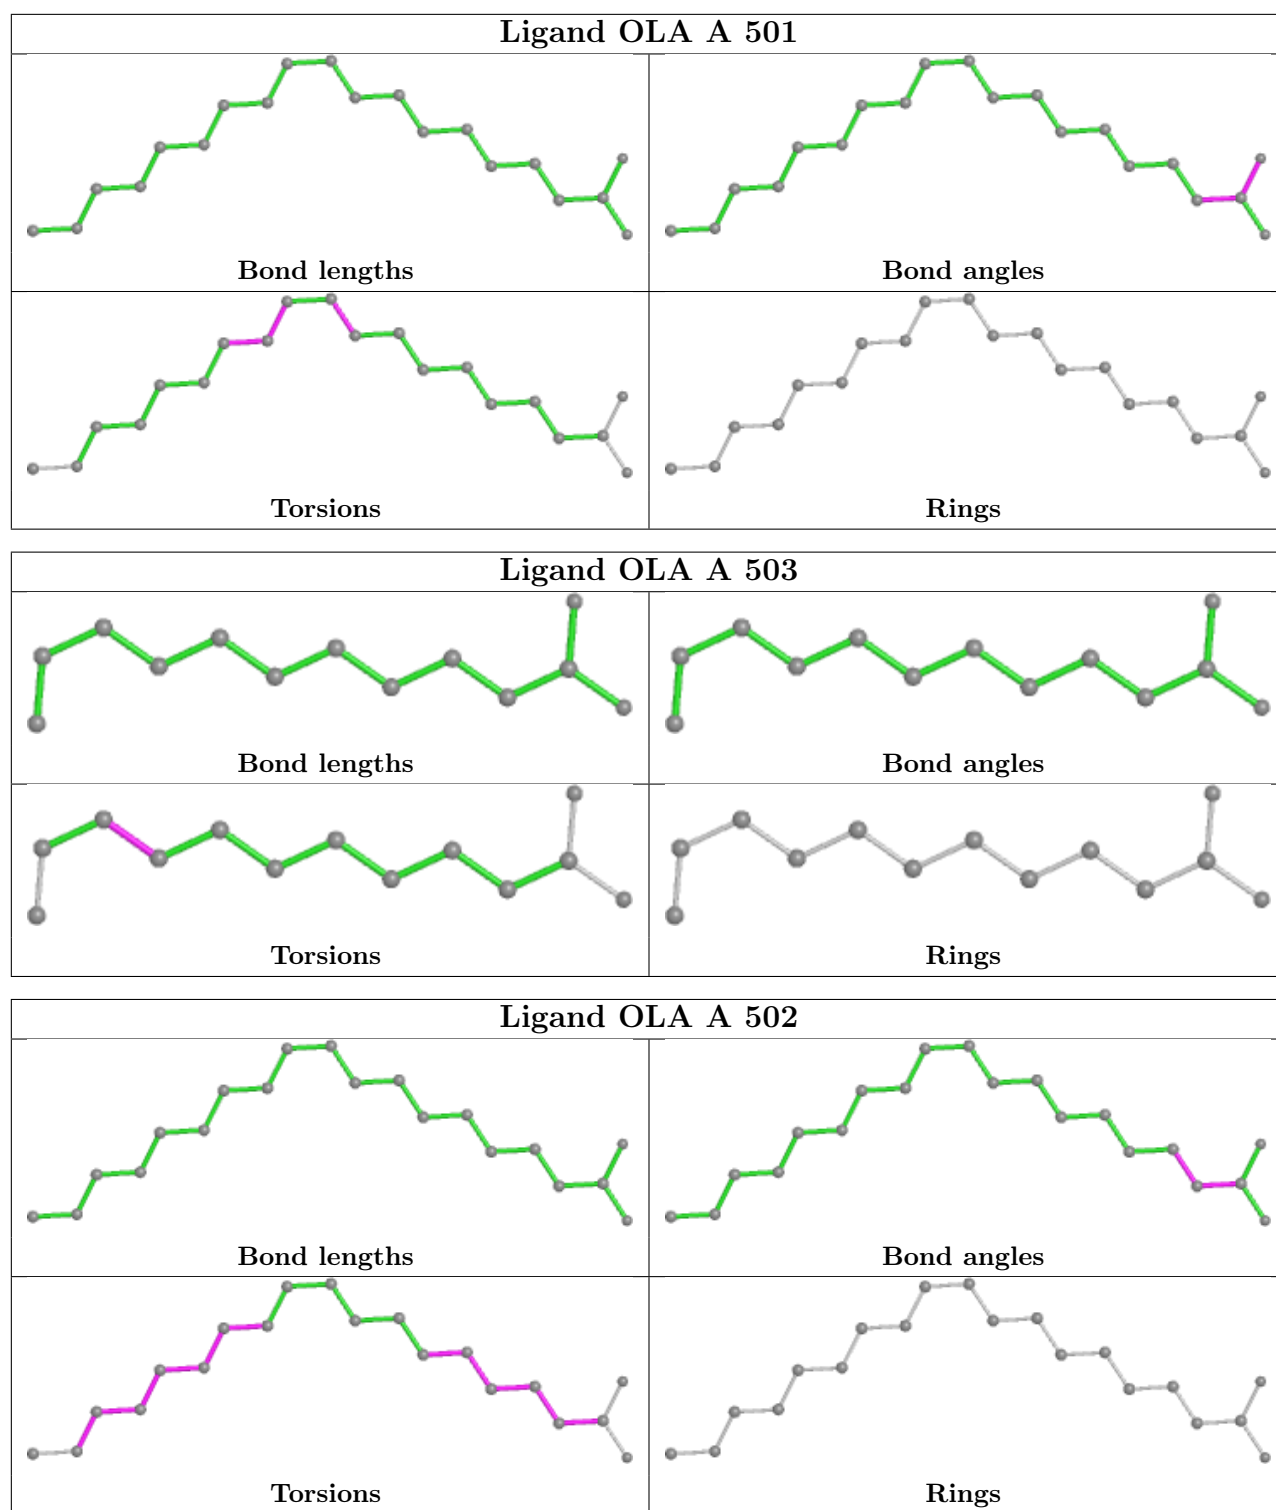 Ligand OLA A 501
Bond lengths
Bond angles
Torsions
Rings
Ligand OLA A 503
Bond lengths
Bond angles
Torsions
Rings
Ligand OLA A 502
Bond lengths
Bond angles
Torsions
Rings